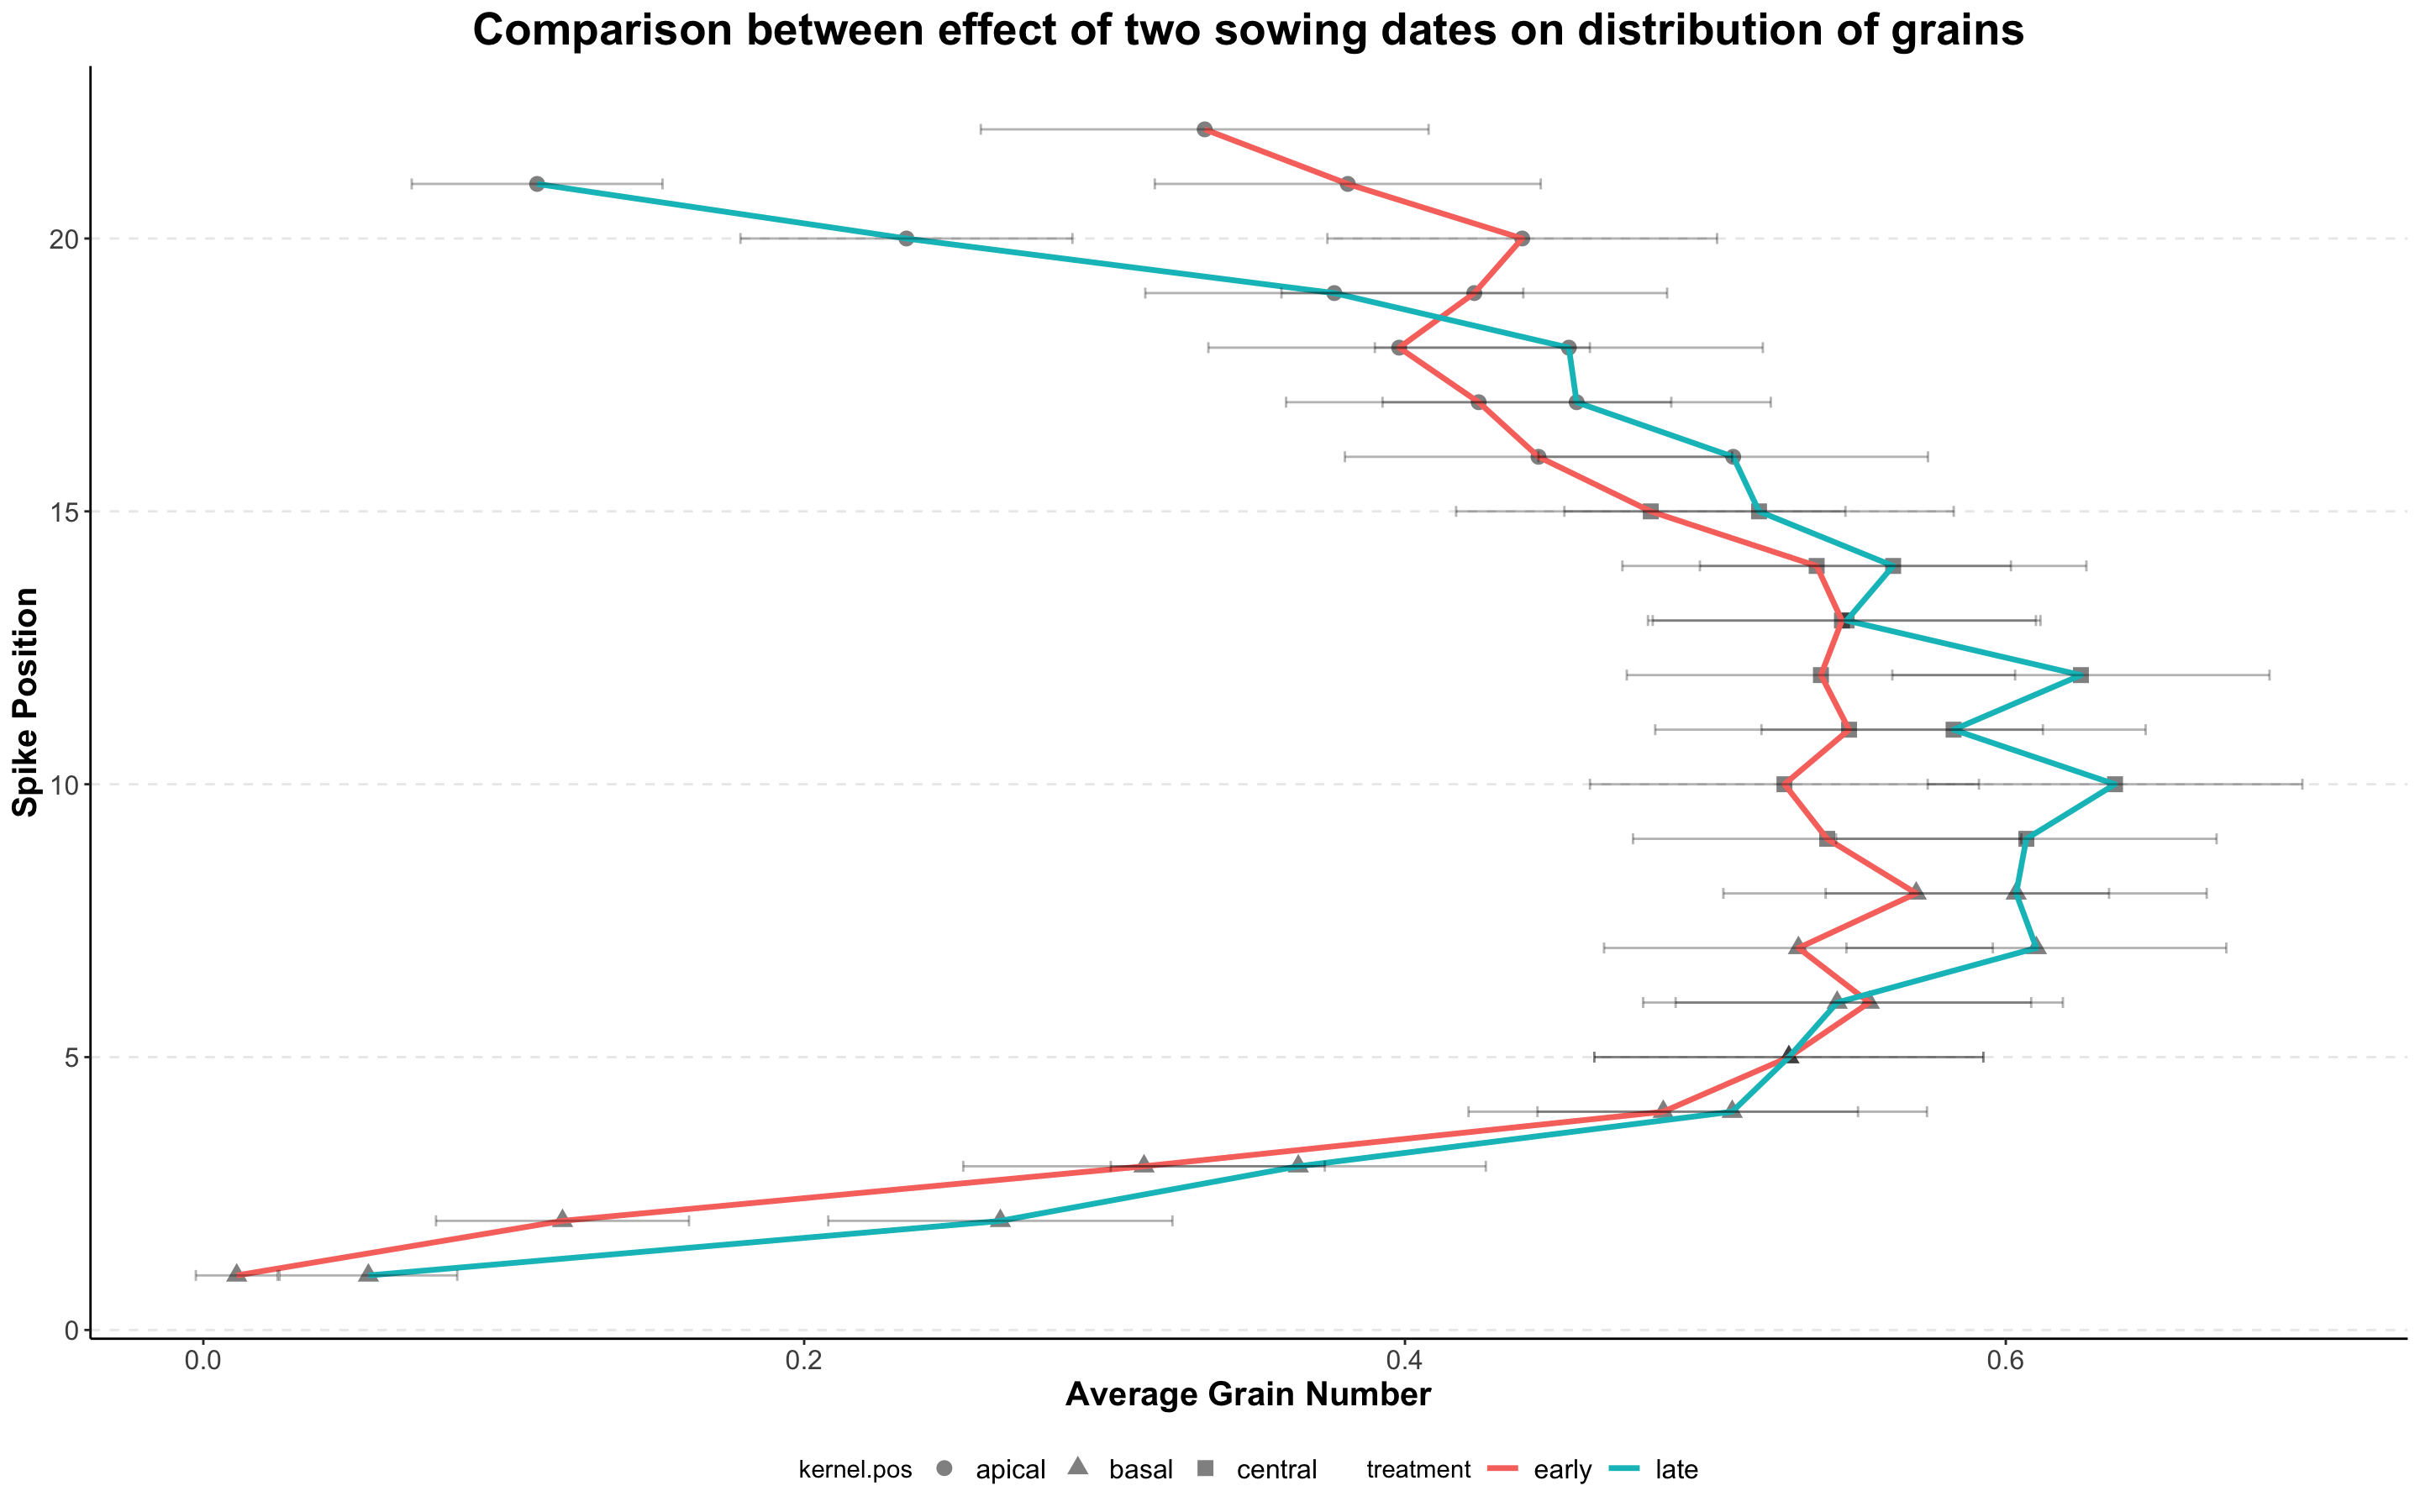 Comparison between effect of two sowing dates on distribution of grains
Spike Position
20
15
10
5
0
0.0 0.2 0.4 0.6
Average Grain Number
kernel.pos apical basal central treatment early late